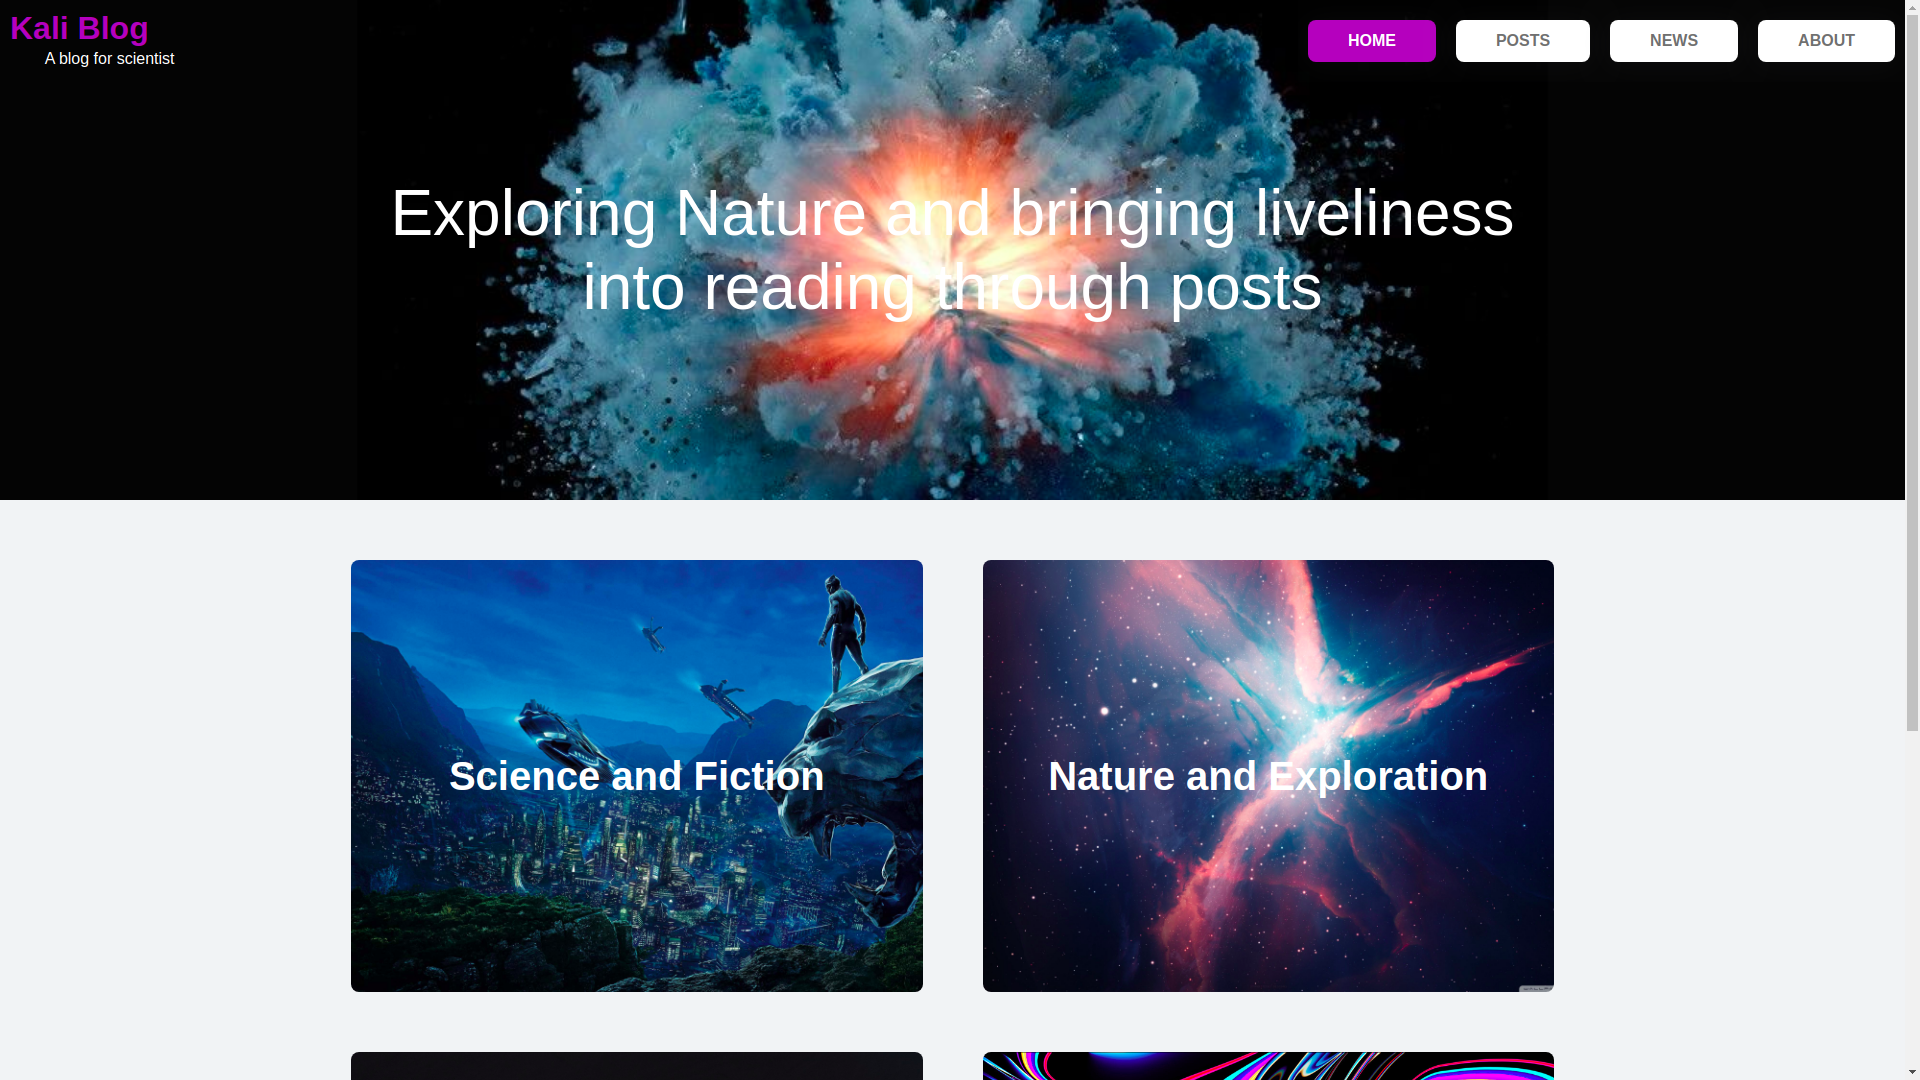 Kali Blog
A blog for scientist
HOME
POSTS
NEWS
ABOUT
Exploring Nature and bringing liveliness
into reading through posts
Science and Fiction
Nature and Exploration